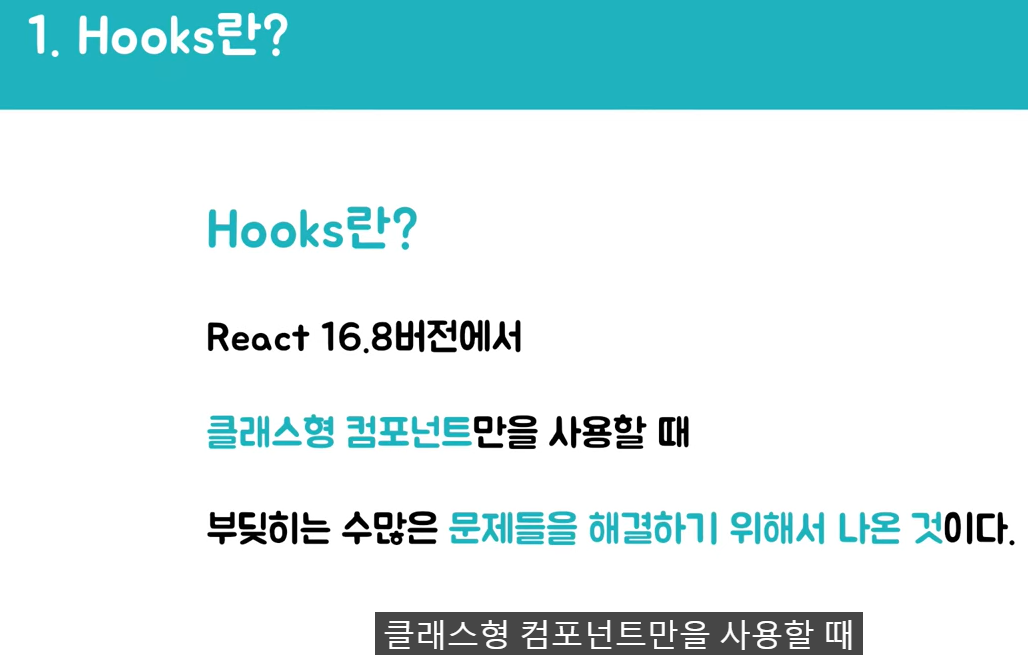 1. Hooks란?
Hooks란?
React 16.8버전에서
클래스형 컴포넌트만을 사용할 때
부딪히는 수많은 문제들을 해결하기 위해서 나온 것이다.
클래스형 컴포넌트만을 사용할 때